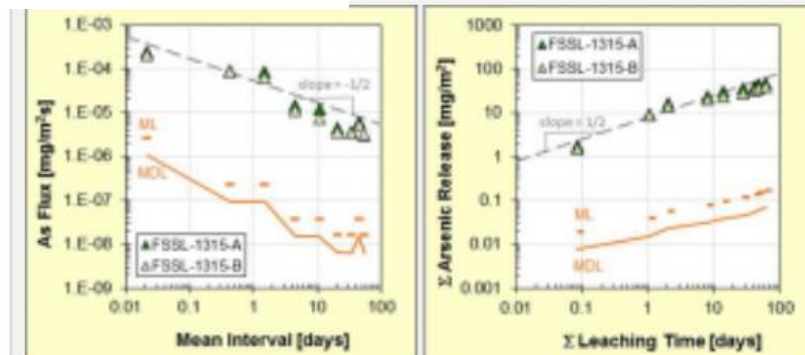 As Flux [mg/m²s]
1.E-03
1.E-04
1.E-05
1.E-06
1.E-07
1.E-08
1.E-09
slope = -1/2
ML
MDL
FSSL-1315-A
FSSL-1315-B
0.01
0.1
1
10
100
Mean Interval [days]
Σ Arsenic Release [mg/m²]
1000
100
10
1
0.1
0.01
0.001
FSSL-1315-A
FSSL-1315-B
slope = 1/2
ML
MDL
0.01
0.1
1
10
100
Σ Leaching Time [days]